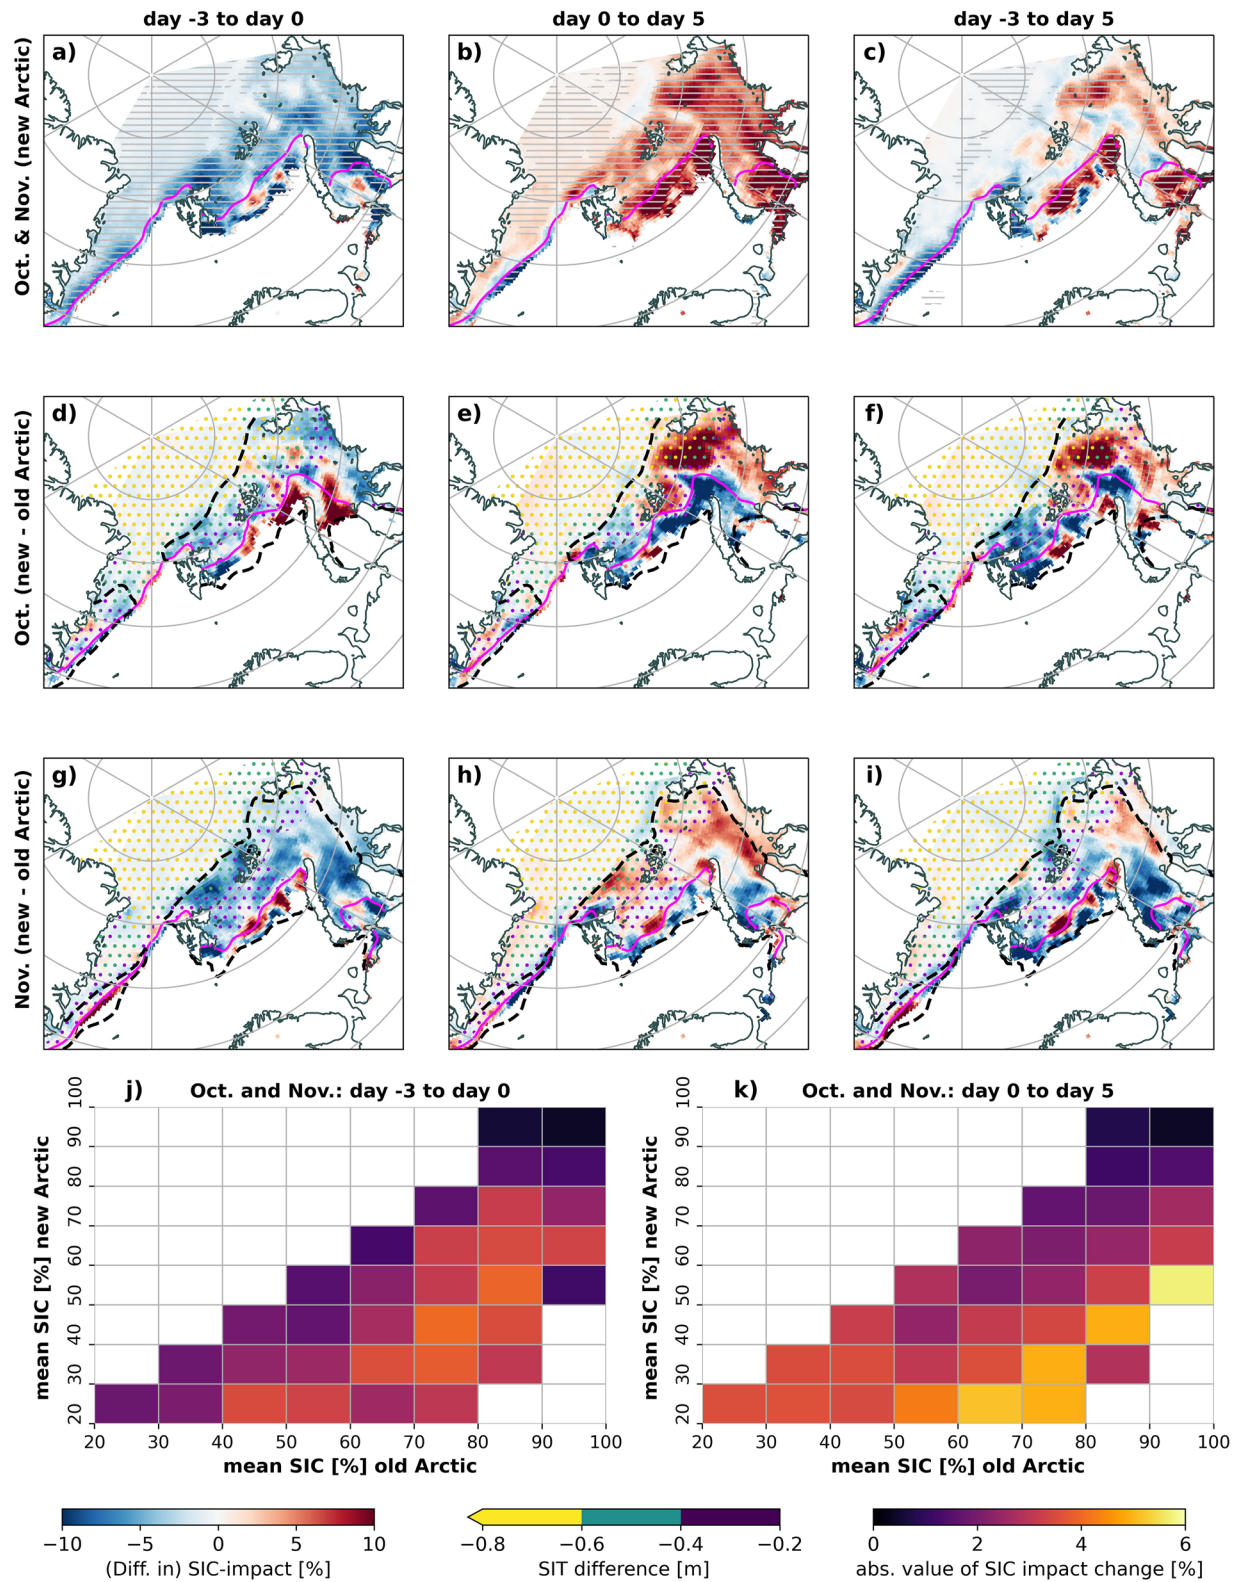 day -3 to day 0
day 0 to day 5
day -3 to day 5
Oct. & Nov. (new Arctic)
a)
b)
c)
Oct. (new - old Arctic)
d)
e)
f)
Nov. (new - old Arctic)
g)
h)
i)
j)
Oct. and Nov.: day -3 to day 0
k)
Oct. and Nov.: day 0 to day 5
mean SIC [%] new Arctic
100
90
80
70
60
50
40
30
20
20 30 40 50 60 70 80 90 100
mean SIC [%] old Arctic
mean SIC [%] new Arctic
100
90
80
70
60
50
40
30
20
20 30 40 50 60 70 80 90 100
mean SIC [%] old Arctic
−10 −5 0 5 10
(Diff. in) SIC-impact [%]
−0.8 −0.6 −0.4 −0.2
SIT difference [m]
0 2 4 6
abs. value of SIC impact change [%]